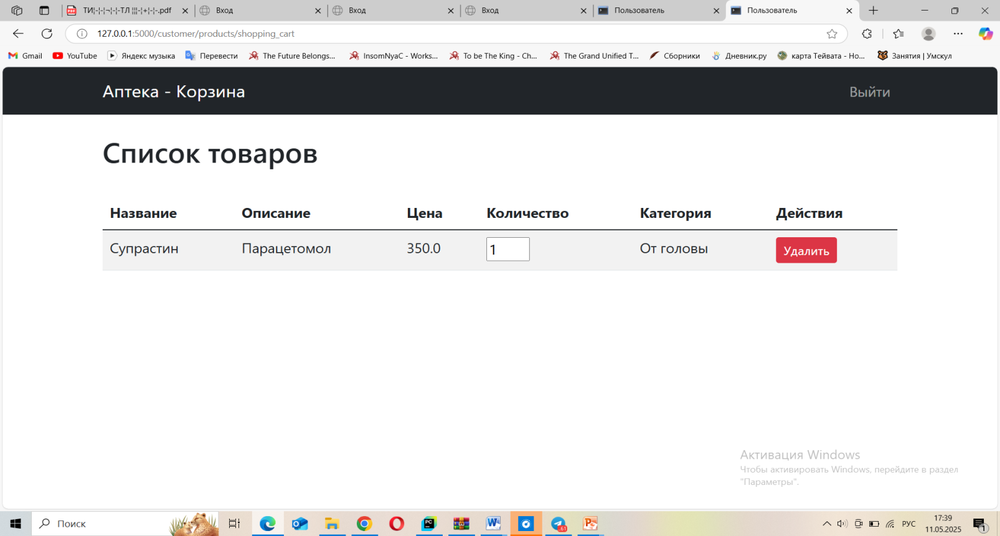 ТИ¦-¦-¦¬¦-¦-ТЛ ¦¦¦-¦+¦-¦-.pdf
Вход
Вход
Вход
Пользователь
Пользователь
127.0.0.1:5000/customer/products/shopping_cart
Gmail YouTube Яндекс музыка Перевести The Future Belongs... InsomNyaC - Works... To be The King - Ch... The Grand Unified T... Сборники Дневник.ру карта Тейвата - Но... Занятия | Умскул
Аптека - Корзина
Выйти
Список товаров
Название Описание Цена Количество Категория Действия
Супрастин Парацетомол 350.0 1 От головы Удалить
Активация Windows
Чтобы активировать Windows, перейдите в раздел
"Параметры".
Поиск
РУС
17:39
11.05.2025